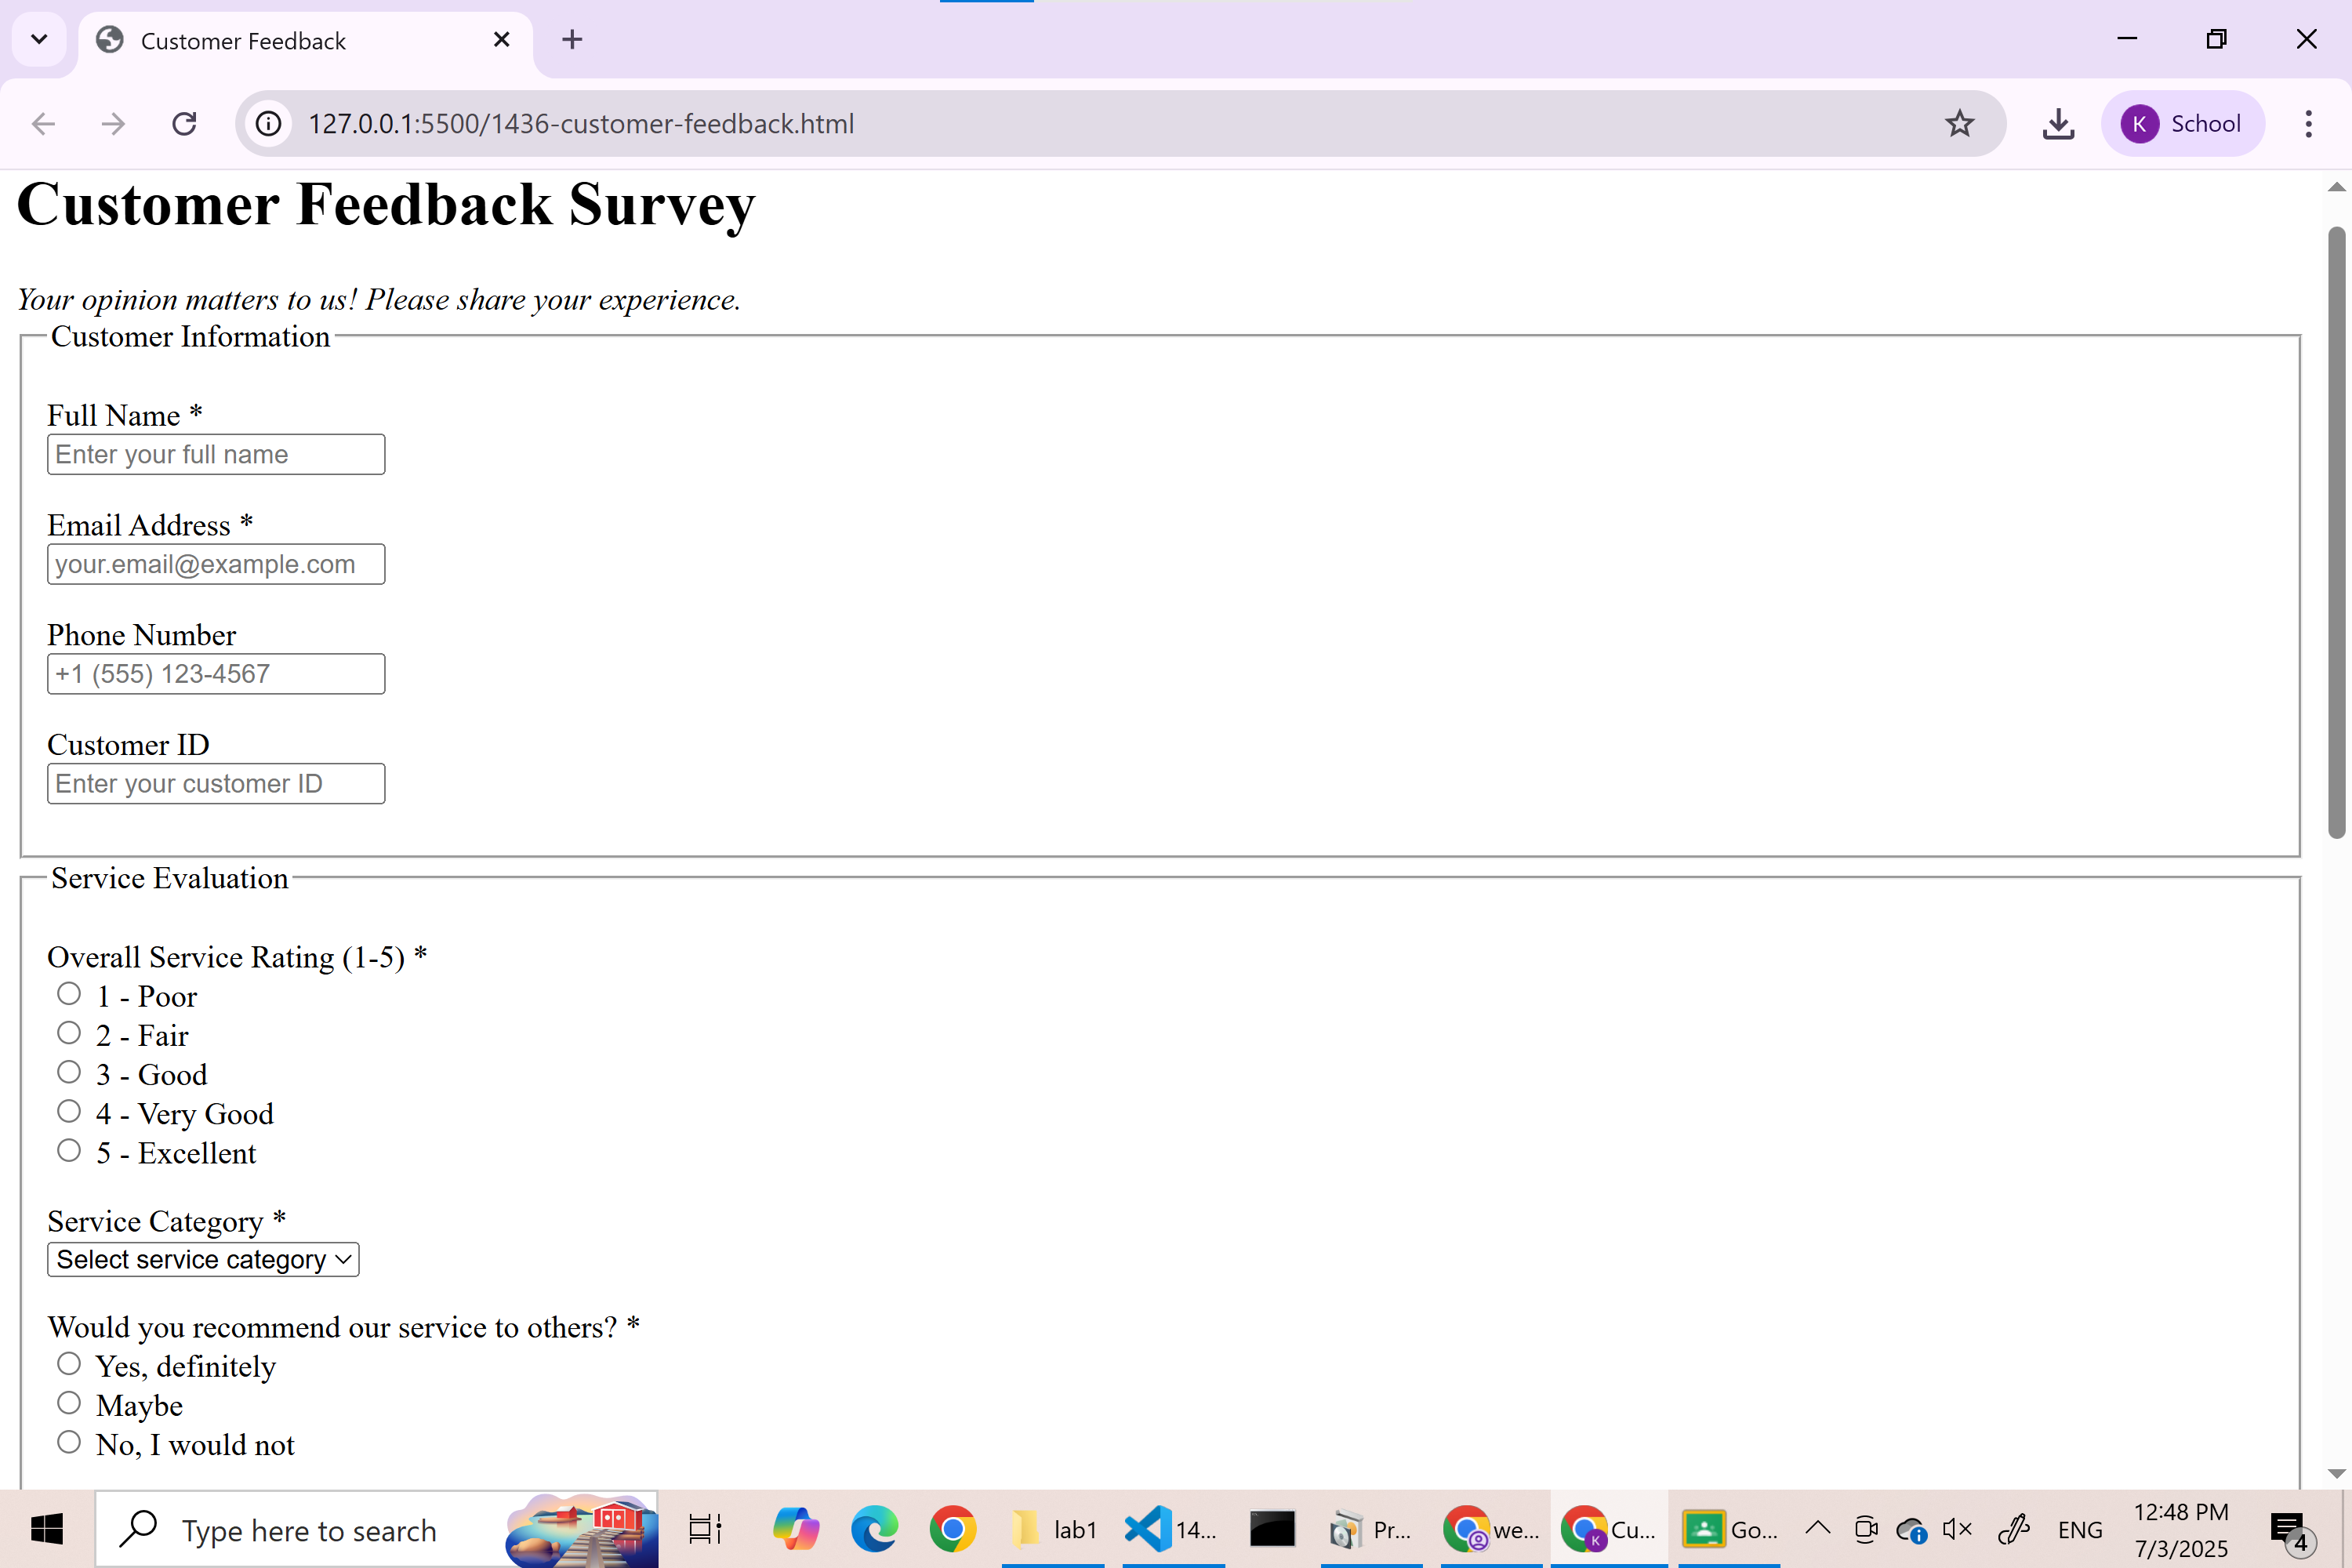 Customer Feedback
127.0.0.1:5500/1436-customer-feedback.html
K School
Customer Feedback Survey
Your opinion matters to us! Please share your experience.
Customer Information
Full Name *
Enter your full name
Email Address *
your.email@example.com
Phone Number
+1 (555) 123-4567
Customer ID
Enter your customer ID
Service Evaluation
Overall Service Rating (1-5) *
1 - Poor
2 - Fair
3 - Good
4 - Very Good
5 - Excellent
Service Category *
Select service category
Would you recommend our service to others? *
Yes, definitely
Maybe
No, I would not
Type here to search
lab1
14...
Pr...
we...
K Cu...
Go...
ENG
12:48 PM
7/3/2025
4